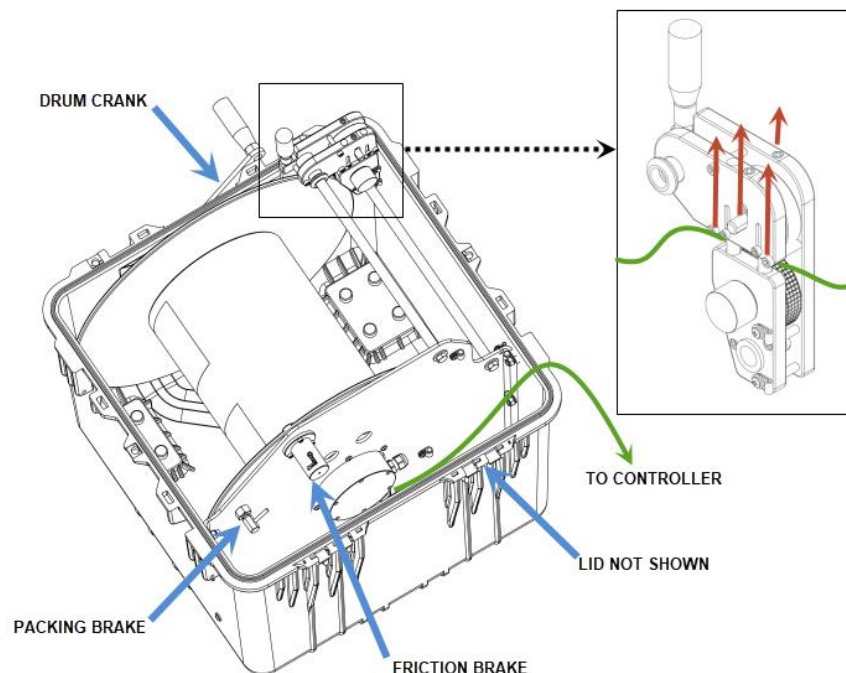 DRUM CRANK
TO CONTROLLER
LID NOT SHOWN
PACKING BRAKE
FRICTION BRAKE